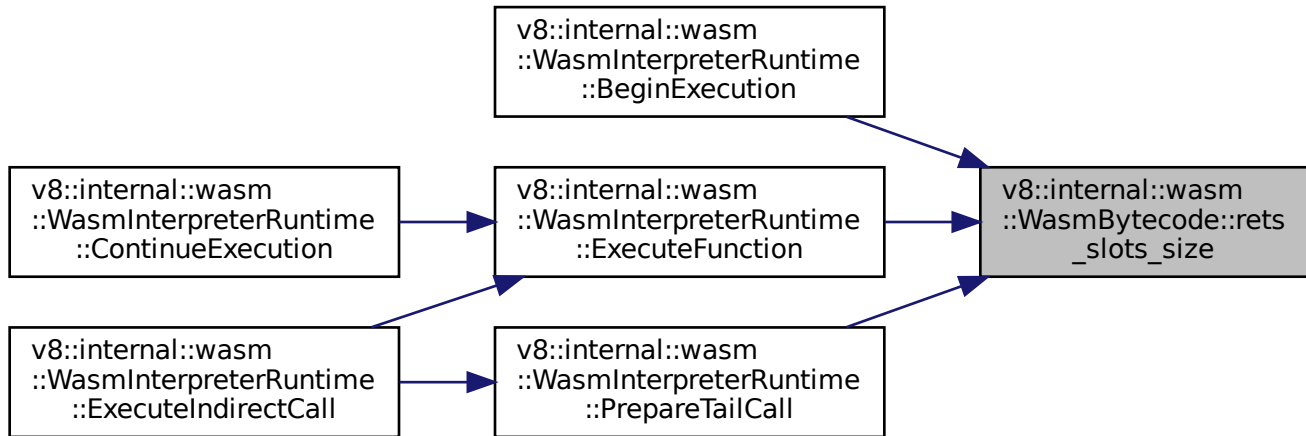 v8::internal::wasm
::WasmInterpreterRuntime
::BeginExecution
v8::internal::wasm
::WasmInterpreterRuntime
::ContinueExecution
v8::internal::wasm
::WasmInterpreterRuntime
::ExecuteFunction
v8::internal::wasm
::WasmBytecode::rets
_slots_size
v8::internal::wasm
::WasmInterpreterRuntime
::ExecuteIndirectCall
v8::internal::wasm
::WasmInterpreterRuntime
::PrepareTailCall